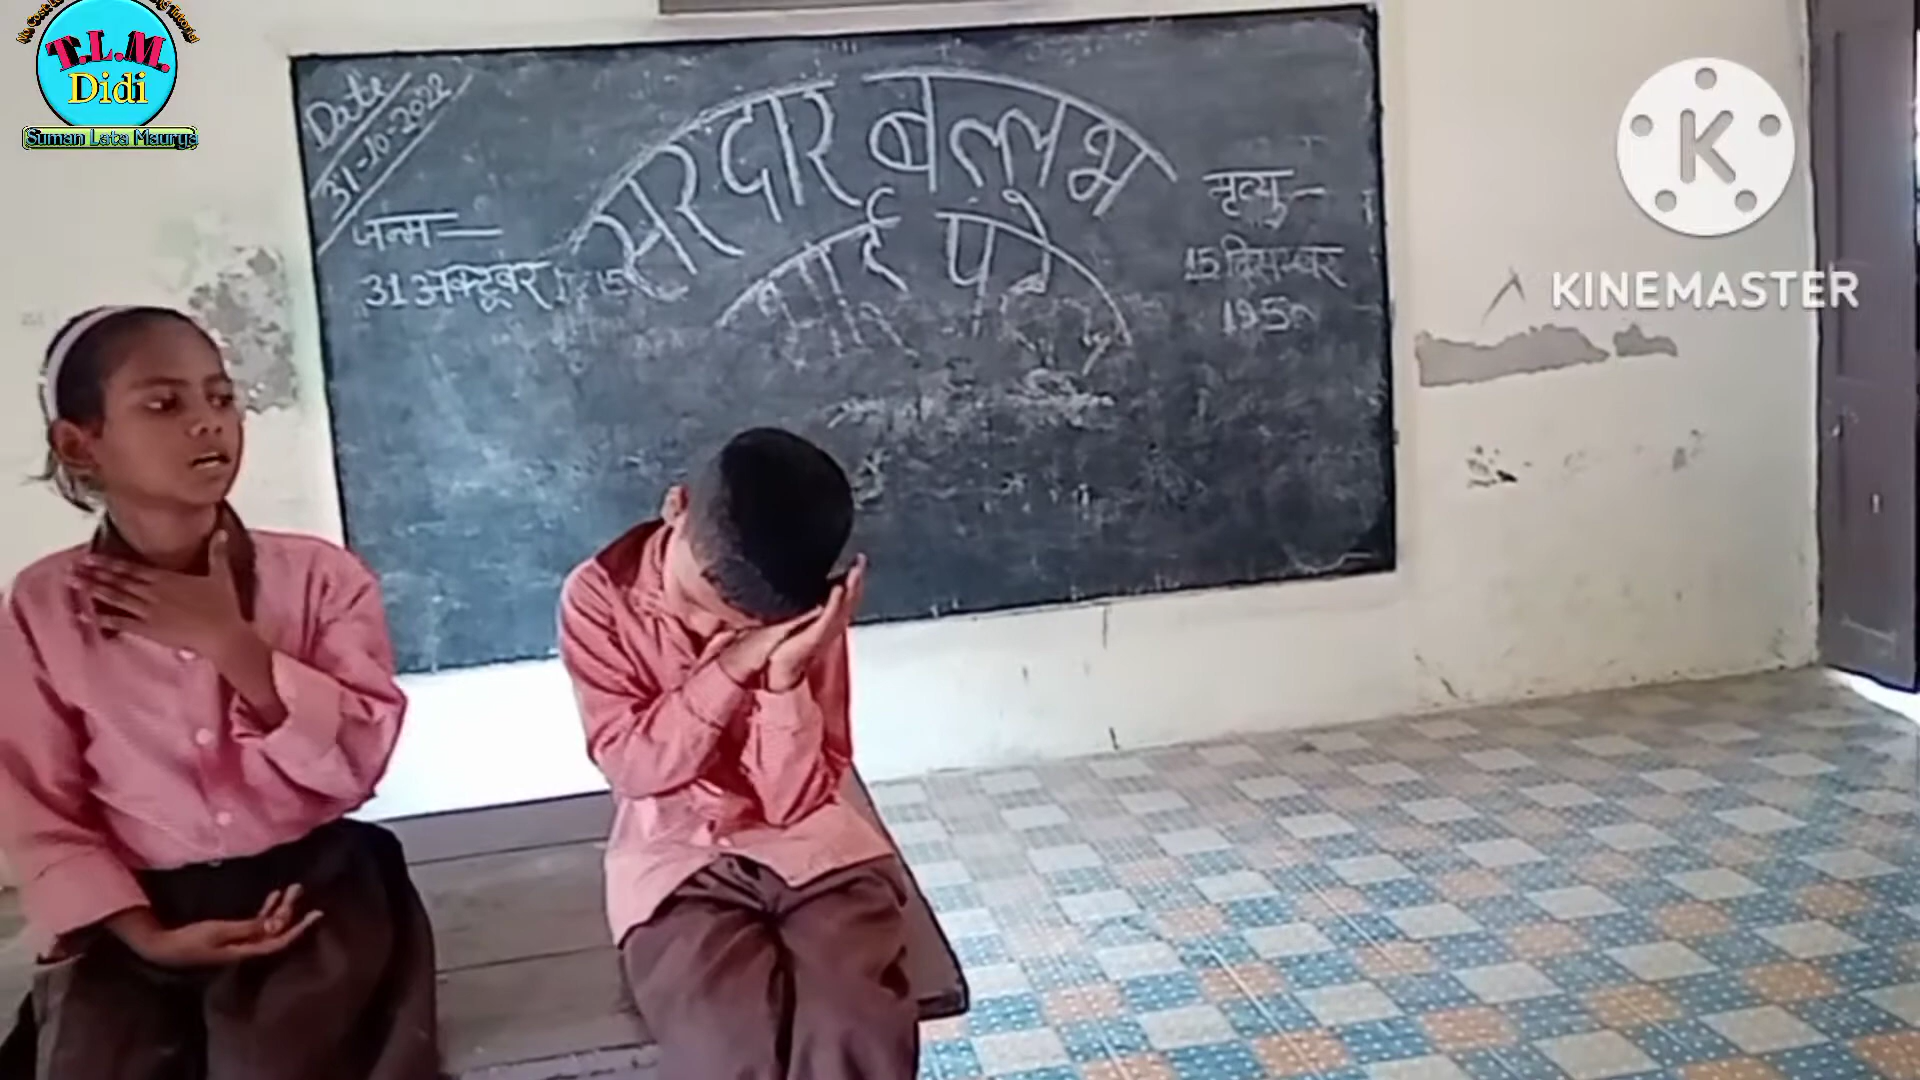 T.L.M.
Didi
Suman Lata Maurya
Date
31-10-2022
सरदार बल्लभ
भाई पटेल
जन्म —
31 अक्टूबर
मृत्यु —
15 दिसम्बर
1950
K
KINEMASTER